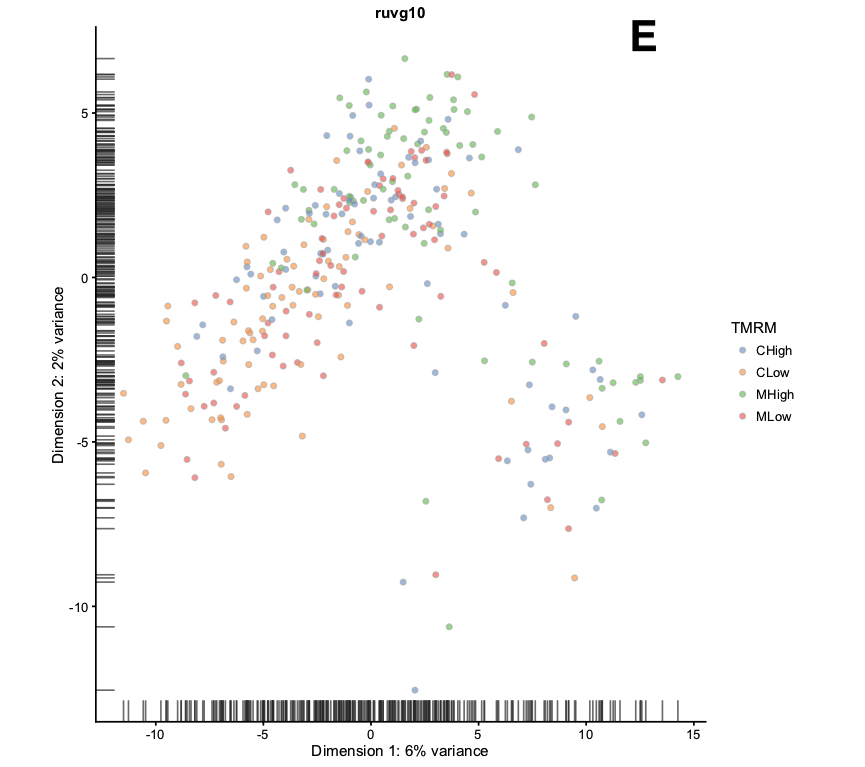 ruvg10
E
5
0
-5
-10
Dimension 2: 2% variance
-10
-5
0
5
10
15
Dimension 1: 6% variance
TMRM
CHigh
CLow
MHigh
MLow